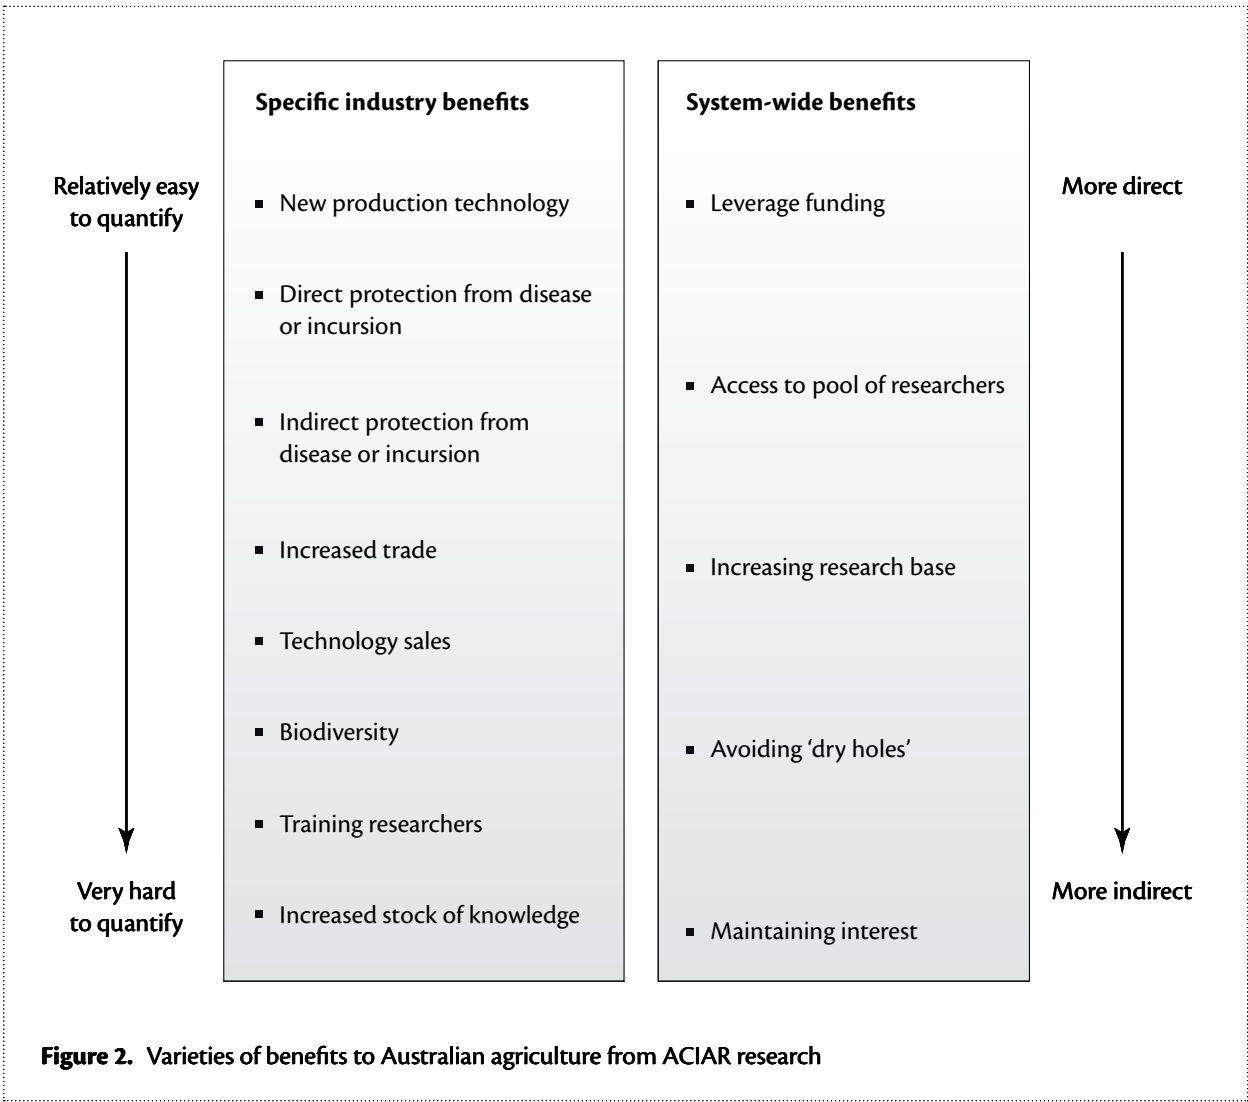 Specific industry benefits
System-wide benefits
Relatively easy
to quantify
More direct
▪ New production technology
▪ Leverage funding
▪ Direct protection from disease
or incursion
▪ Access to pool of researchers
▪ Indirect protection from
disease or incursion
▪ Increased trade
▪ Increasing research base
▪ Technology sales
▪ Biodiversity
▪ Avoiding ‘dry holes’
▪ Training researchers
Very hard
to quantify
More indirect
▪ Increased stock of knowledge
▪ Maintaining interest
Figure 2. Varieties of benefits to Australian agriculture from ACIAR research